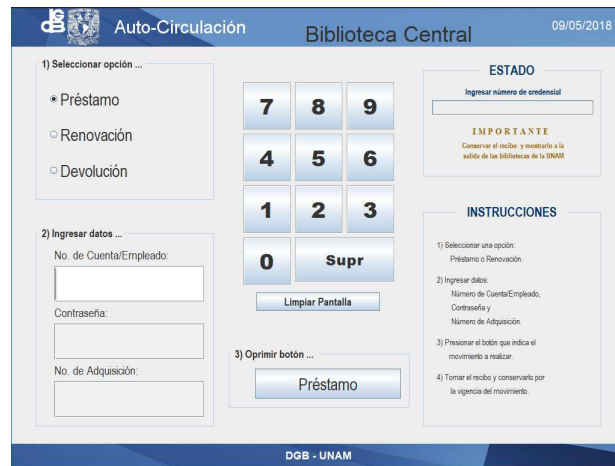 DGB
Auto-Circulación
Biblioteca Central
09/05/2018
1) Seleccionar opción ...
Préstamo
Renovación
Devolución
2) Ingresar datos ...
No. de Cuenta/Empleado:
Contraseña:
No. de Adquisición:
7 8 9
4 5 6
1 2 3
0 Supr
Limpiar Pantalla
3) Oprimir botón ...
Préstamo
ESTADO
Ingresar número de credencial
IMPORTANTE
Conservar el recibo y mostrarlo a la
salida de las bibliotecas de la UNAM
INSTRUCCIONES
1) Seleccionar una opción:
Préstamo o Renovación.
2) Ingresar datos:
Número de Cuenta/Empleado,
Contraseña y
Número de Adquisición.
3) Presionar el botón que indica el
movimiento a realizar.
4) Tomar el recibo y conservarlo por
la vigencia del movimiento.
DGB - UNAM